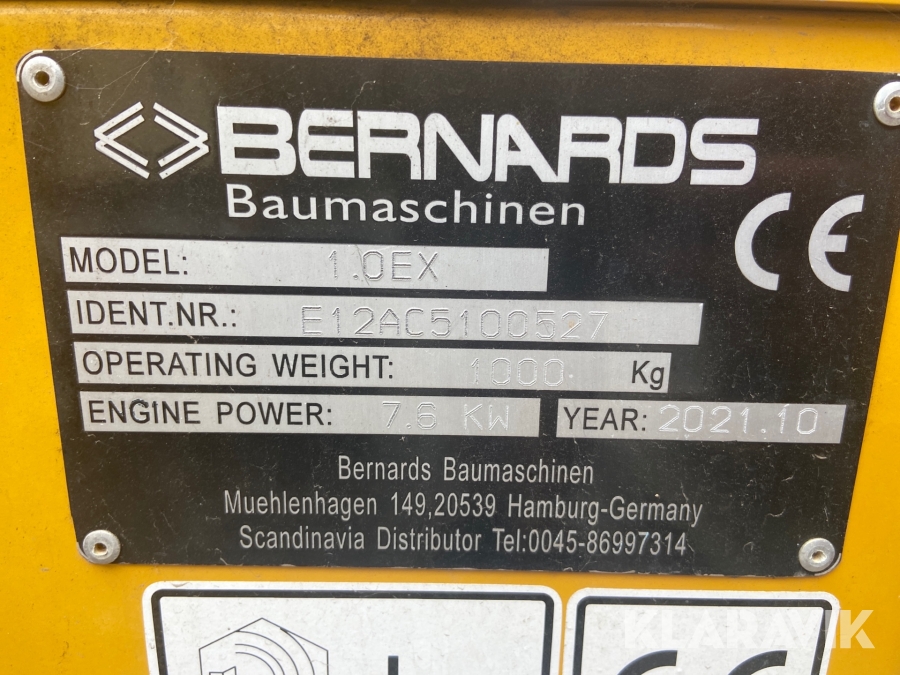 BERNARDS
Baumaschinen
CE
MODEL: 1.0EX
IDENT.NR.: E12AC5100527
OPERATING WEIGHT: 1000 Kg
ENGINE POWER: 7.6 KW YEAR: 2021.10
Bernards Baumaschinen
Muehlenhagen 149,20539 Hamburg-Germany
Scandinavia Distributor Tel:0045-86997314
KLARAVIK